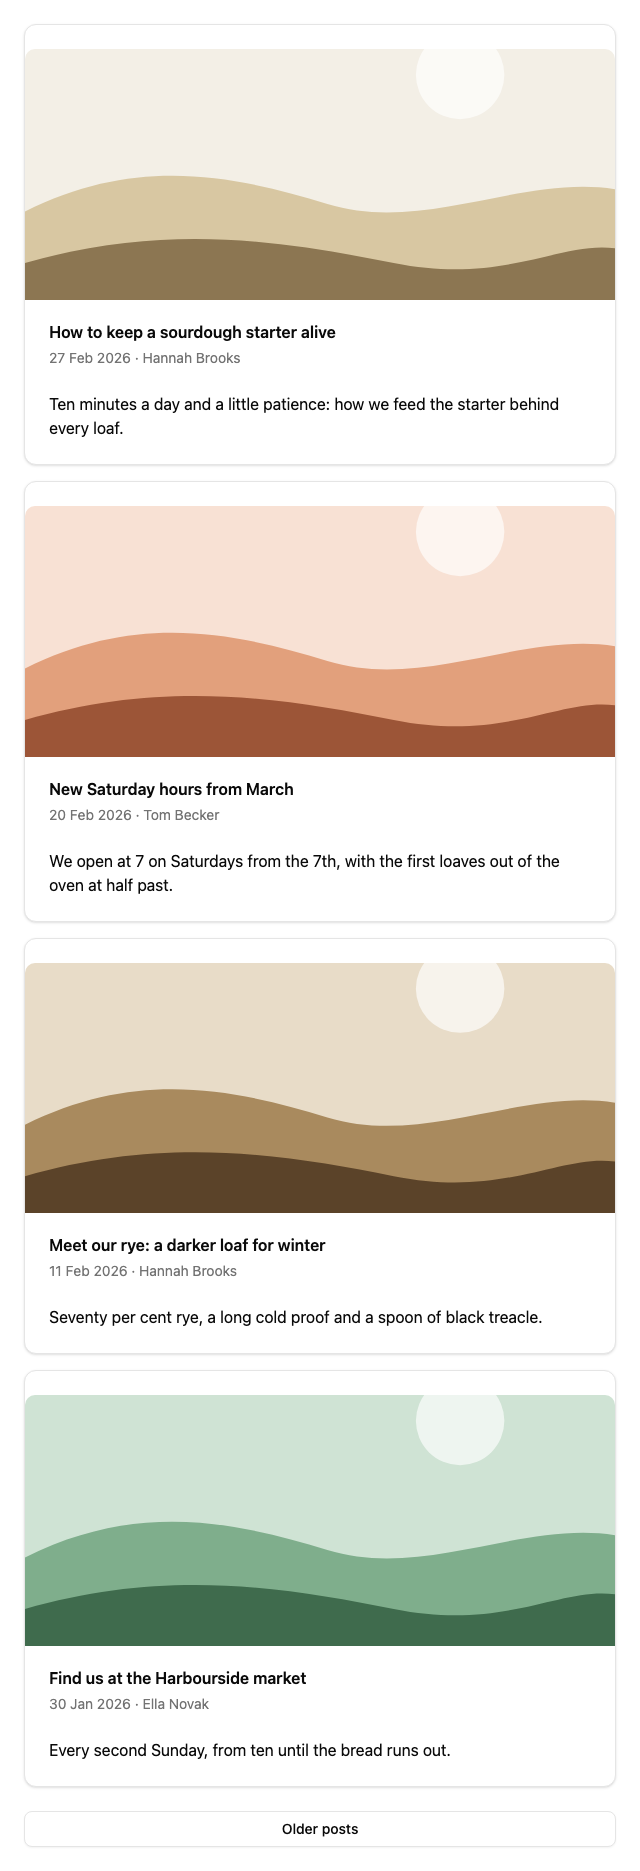 How to keep a sourdough starter alive
27 Feb 2026 · Hannah Brooks
Ten minutes a day and a little patience: how we feed the starter behind
every loaf.
New Saturday hours from March
20 Feb 2026 · Tom Becker
We open at 7 on Saturdays from the 7th, with the first loaves out of the
oven at half past.
Meet our rye: a darker loaf for winter
11 Feb 2026 · Hannah Brooks
Seventy per cent rye, a long cold proof and a spoon of black treacle.
Find us at the Harbourside market
30 Jan 2026 · Ella Novak
Every second Sunday, from ten until the bread runs out.
Older posts